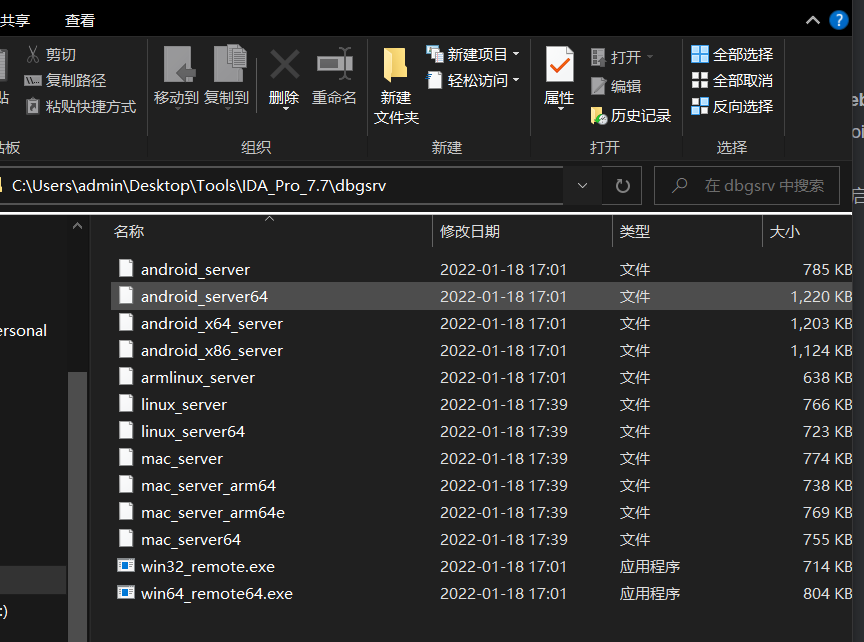 共享 查看
剪切
复制路径
粘贴快捷方式
贴
移动到 复制到 删除 重命名
新建
文件夹
新建项目
轻松访问
属性
打开
编辑
历史记录
全部选择
全部取消
反向选择
组织 新建 打开 选择
C:\Users\admin\Desktop\Tools\IDA_Pro_7.7\dbgsrv
在 dbgsrv 中搜索
名称 修改日期 类型 大小
android_server 2022-01-18 17:01 文件 785 KB
android_server64 2022-01-18 17:01 文件 1,220 KB
android_x64_server 2022-01-18 17:01 文件 1,203 KB
android_x86_server 2022-01-18 17:01 文件 1,124 KB
armlinux_server 2022-01-18 17:01 文件 638 KB
linux_server 2022-01-18 17:39 文件 766 KB
linux_server64 2022-01-18 17:39 文件 723 KB
mac_server 2022-01-18 17:39 文件 774 KB
mac_server_arm64 2022-01-18 17:39 文件 738 KB
mac_server_arm64e 2022-01-18 17:39 文件 769 KB
mac_server64 2022-01-18 17:39 文件 755 KB
win32_remote.exe 2022-01-18 17:01 应用程序 714 KB
win64_remote64.exe 2022-01-18 17:01 应用程序 804 KB
ersonal
:)